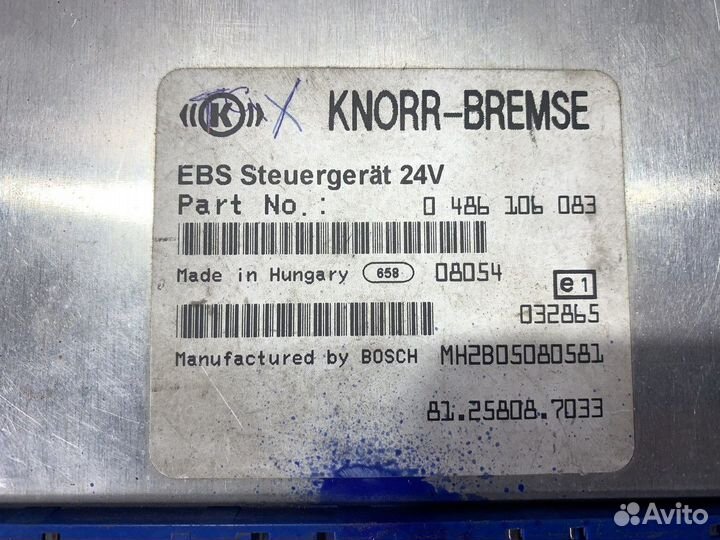 K KNORR-BREMSE
EBS Steuergerät 24V
Part No.: 0 486 106 083
Made in Hungary 658 08054 e1
032865
Manufactured by BOSCH MH2B05080581
81.25808.7033
Avito